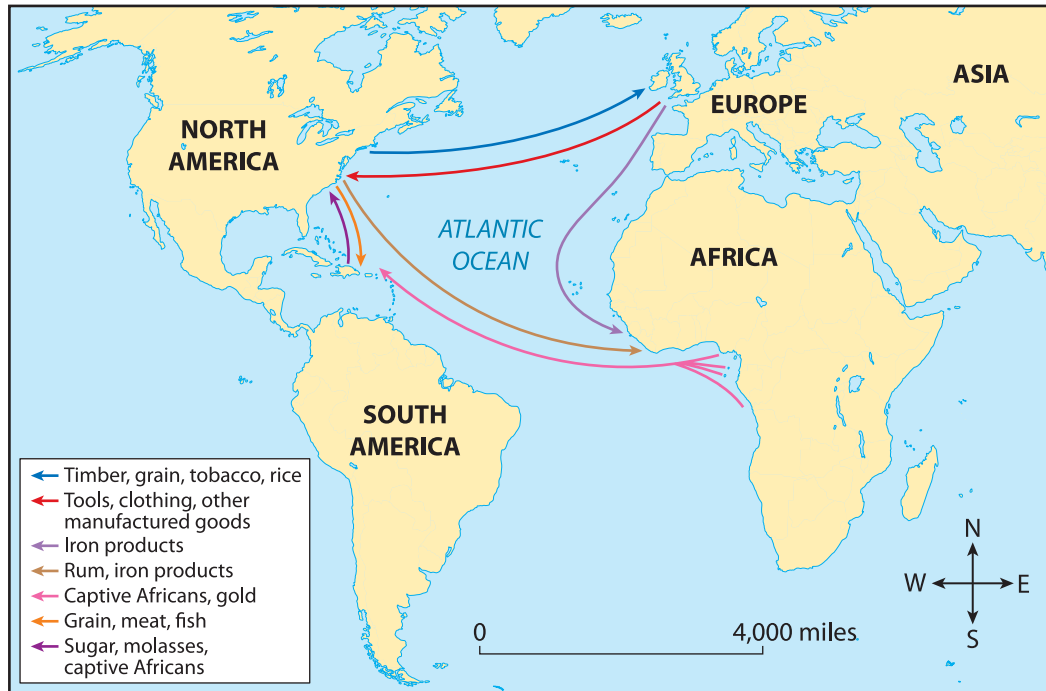 NORTH
AMERICA
EUROPE
ASIA
ATLANTIC
OCEAN
AFRICA
SOUTH
AMERICA
Timber, grain, tobacco, rice
Tools, clothing, other
manufactured goods
Iron products
Rum, iron products
Captive Africans, gold
Grain, meat, fish
Sugar, molasses,
captive Africans
0 4,000 miles
N
W E
S